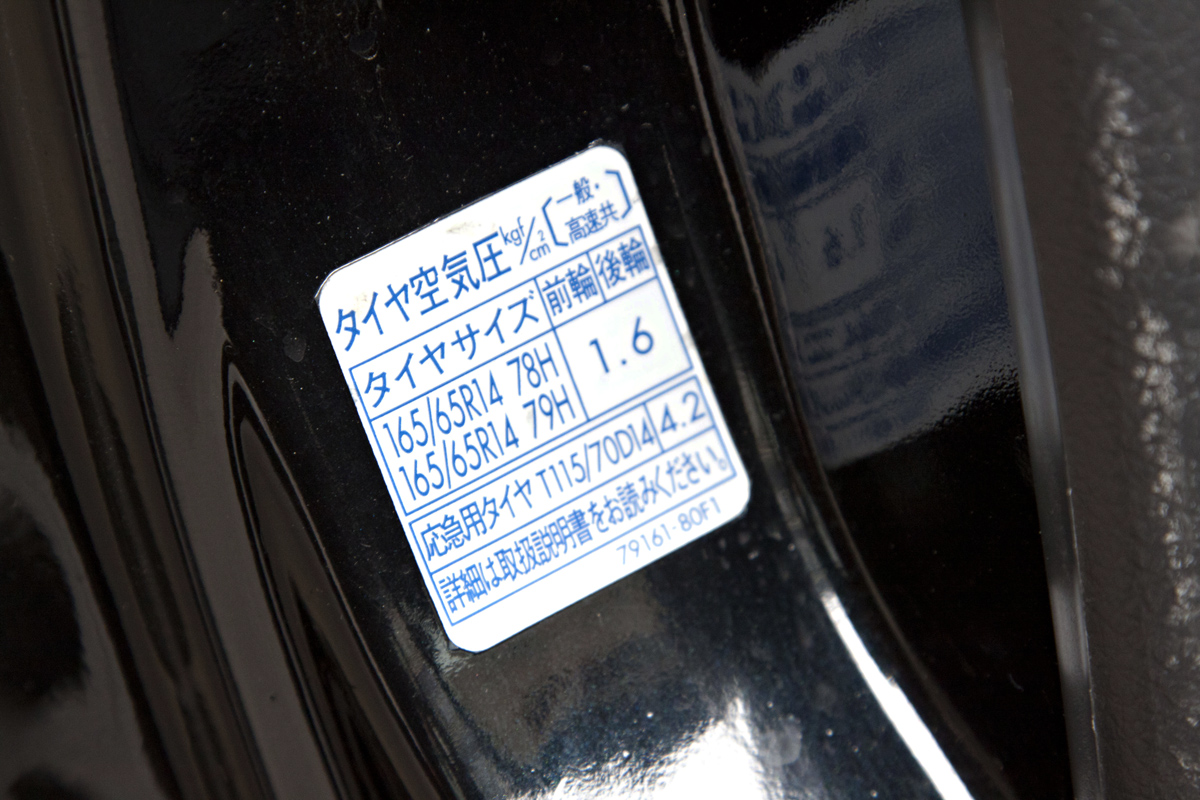 タイヤ空気圧kgf/cm² [一般・高速共]
タイヤサイズ 前輪 後輪
165/65R14 78H 1.6
165/65R14 79H
応急用タイヤ T115/70D14 4.2
詳細は取扱説明書をお読みください。
79161-80F1